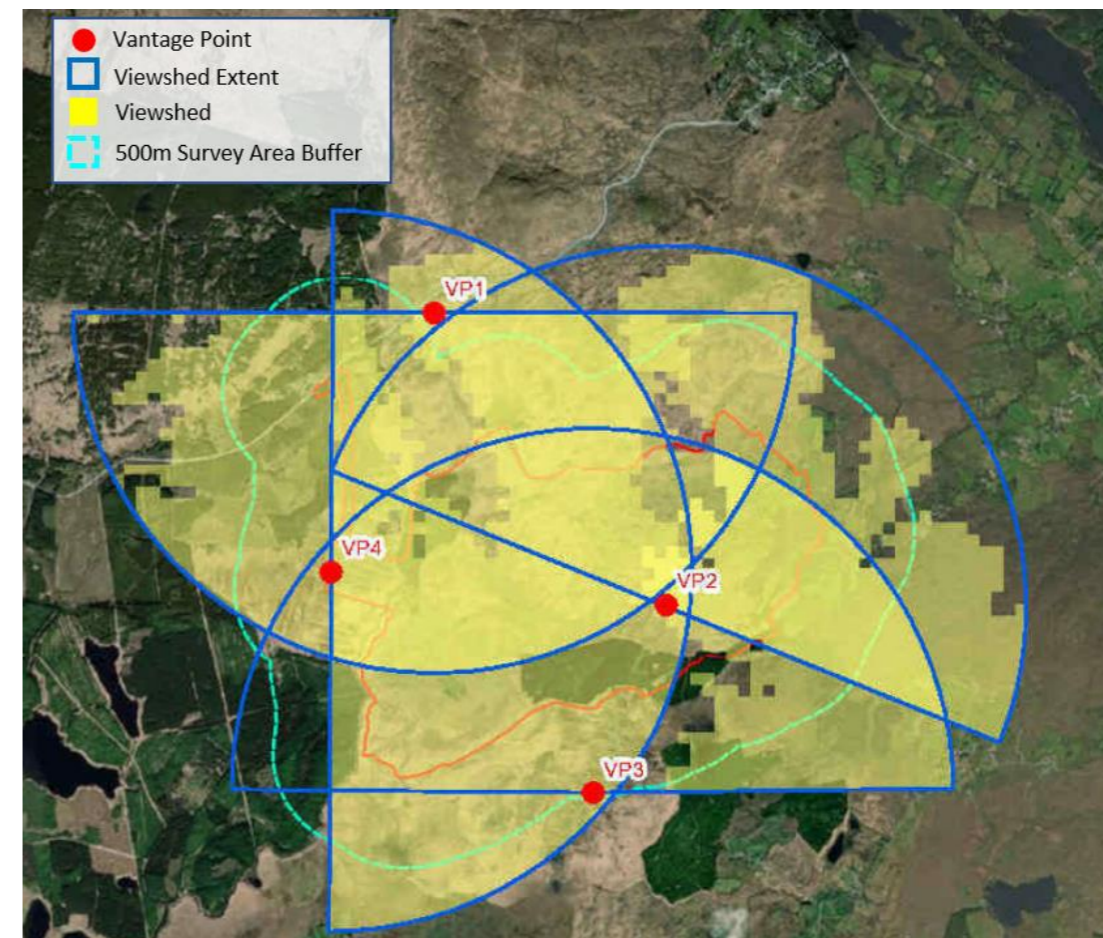 Vantage Point
Viewshed Extent
Viewshed
500m Survey Area Buffer
VP1
VP4
VP2
VP3